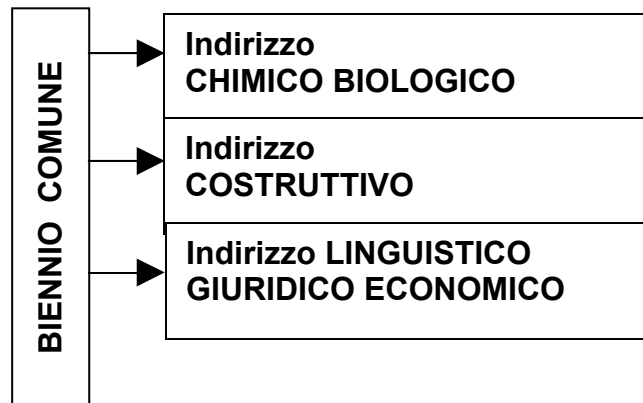 BIENNIO COMUNE
Indirizzo
CHIMICO BIOLOGICO
Indirizzo
COSTRUTTIVO
Indirizzo LINGUISTICO
GIURIDICO ECONOMICO